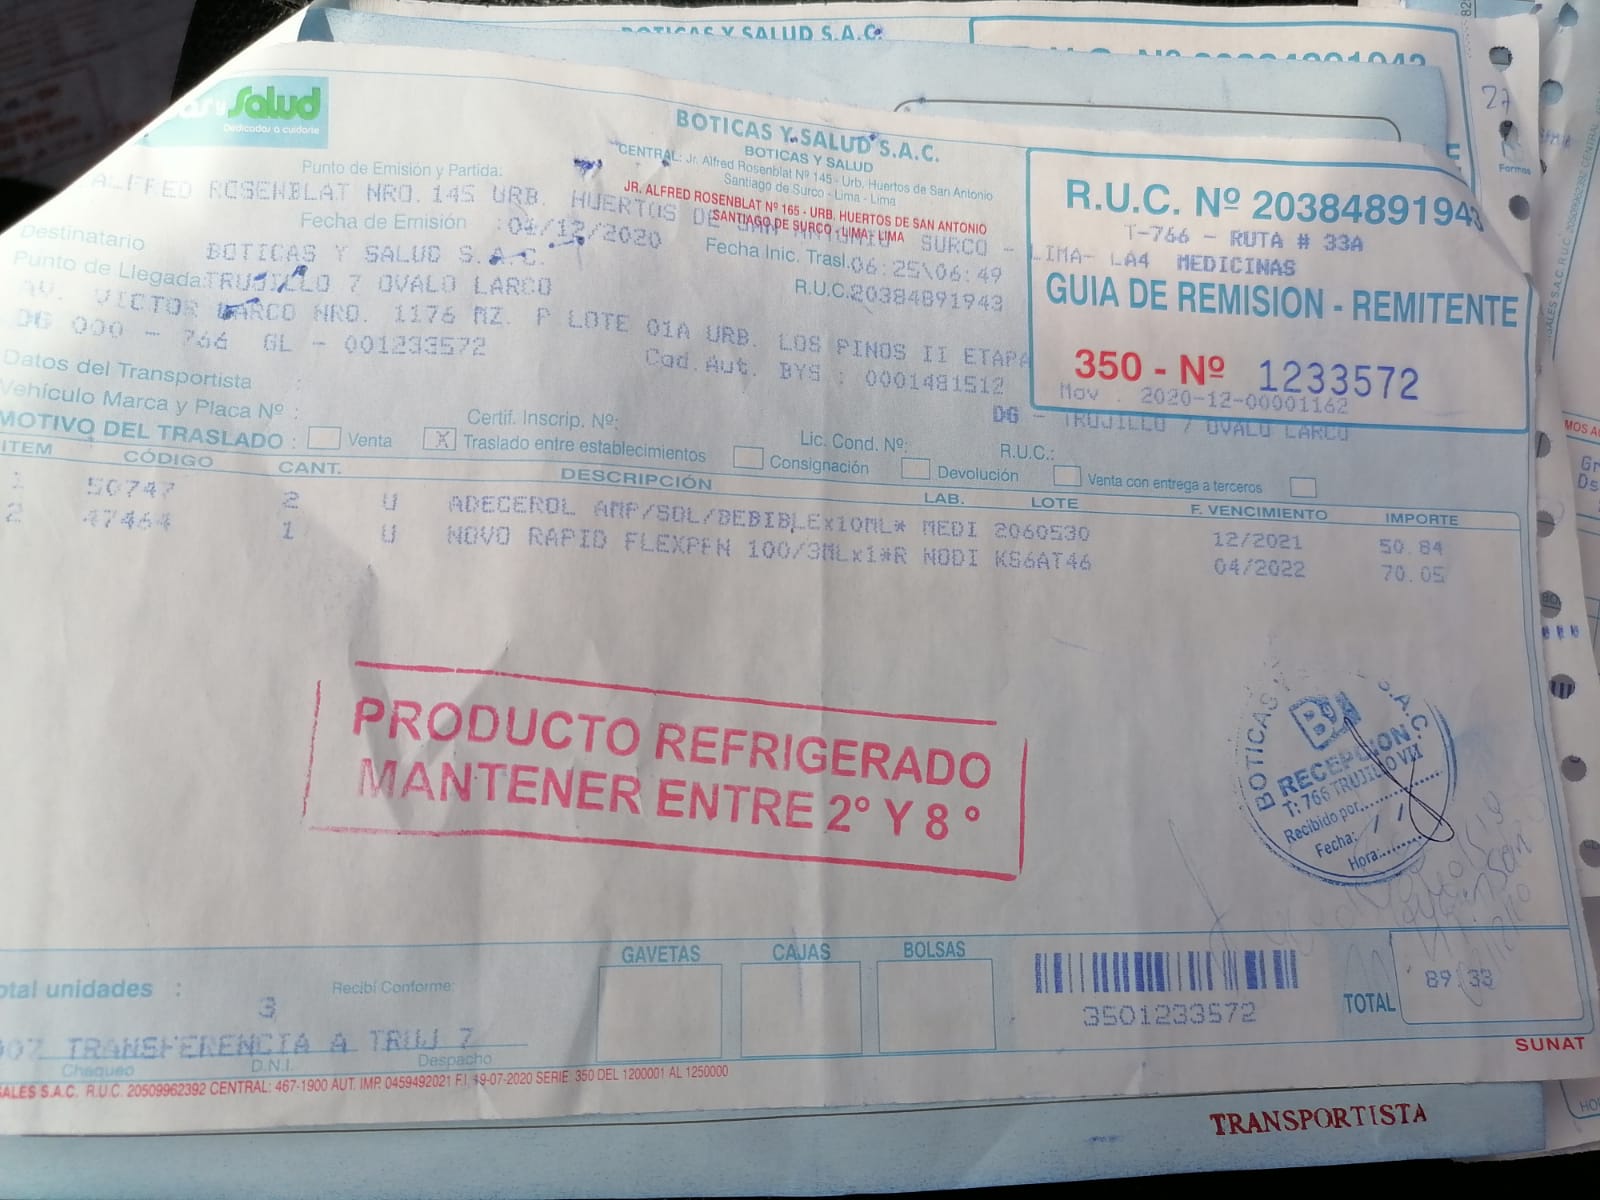 BOTICAS Y SALUD S.A.C.
27
Formas
Salud
Dedicados a cuidarte
BOTICAS Y SALUD S.A.C.
BOTICAS Y SALUD
CENTRAL: Jr. Alfred Rosenblat Nº 145 - Urb. Huertos de San Antonio
Santiago de Surco - Lima - Lima
JR. ALFRED ROSENBLAT Nº 165 - URB. HUERTOS DE SAN ANTONIO
SANTIAGO DE SURCO - LIMA - LIMA
R.U.C. Nº 20384891943
T-766 - RUTA # 33A
LIMA- LA4 MEDICINAS
GUIA DE REMISION - REMITENTE
350 - Nº 1233572
Mov . 2020-12-00001162
DG - TRUJILLO 7 OVALO LARCO
Punto de Emisión y Partida:
ALFRED ROSENBLAT NRO. 145 URB. HUERTOS DE SAN ANTONIO SURCO -
Fecha de Emisión : 04/12/2020
Fecha Inic. Trasl. 06:25\06:49
Destinatario BOTICAS Y SALUD S.A.C.
R.U.C. 20384891943
Punto de Llegada: TRUJILLO 7 OVALO LARCO
AV. VICTOR LARCO NRO. 1176 MZ. P LOTE 01A URB. LOS PINOS II ETAPA
DG 000 - 766 GL - 001233572
Cod.Aut. BYS : 0001481512
Datos del Transportista :
Vehículo Marca y Placa Nº :
Certif. Inscrip. Nº:
Lic. Cond. Nº:
R.U.C.:
MOTIVO DEL TRASLADO : Venta X Traslado entre establecimientos Consignación Devolución Venta con entrega a terceros
ITEM CÓDIGO CANT. DESCRIPCIÓN LAB. LOTE F. VENCIMIENTO IMPORTE
1 50747 2 U ADECEROL AMP/SOL/BEBIBLEx10ML* MEDI 2060530 12/2021 50.84
2 47464 1 U NOVO RAPID FLEXPEN 100/3MLx1*R NODI KS6AT46 04/2022 70.05
PRODUCTO REFRIGERADO
MANTENER ENTRE 2° Y 8 °
BOTICAS S.A.C.
RECEPCION
T: 766 TRUJILLO VII
Recibido por:
Fecha: / /
Hora:
GAVETAS CAJAS BOLSAS
Total unidades : 3
Recibí Conforme:
3501233572
TOTAL 89.33
007 TRANSFERENCIA A TRUJ 7
Chequeo D.N.I. Despacho
SUNAT
SALES S.A.C. R.U.C. 20509962392 CENTRAL: 467-1900 AUT. IMP. 0459492021 F.I. 19-07-2020 SERIE: 350 DEL 1200001 AL 1250000
TRANSPORTISTA